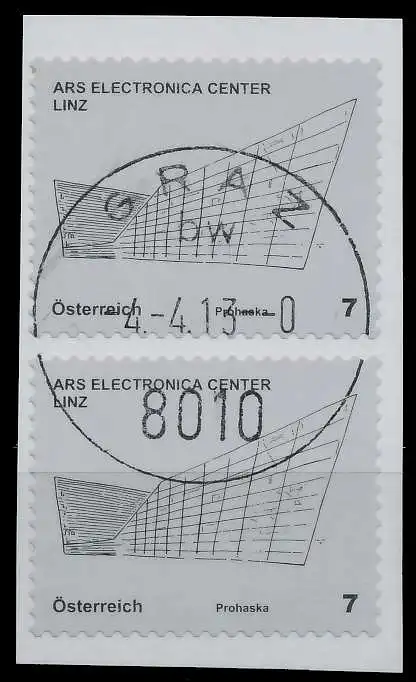 ARS ELECTRONICA CENTER
LINZ
GRAZ
bw
Österreich Prohaska 7
-4.-4.13-0
ARS ELECTRONICA CENTER
LINZ
8010
Österreich Prohaska 7